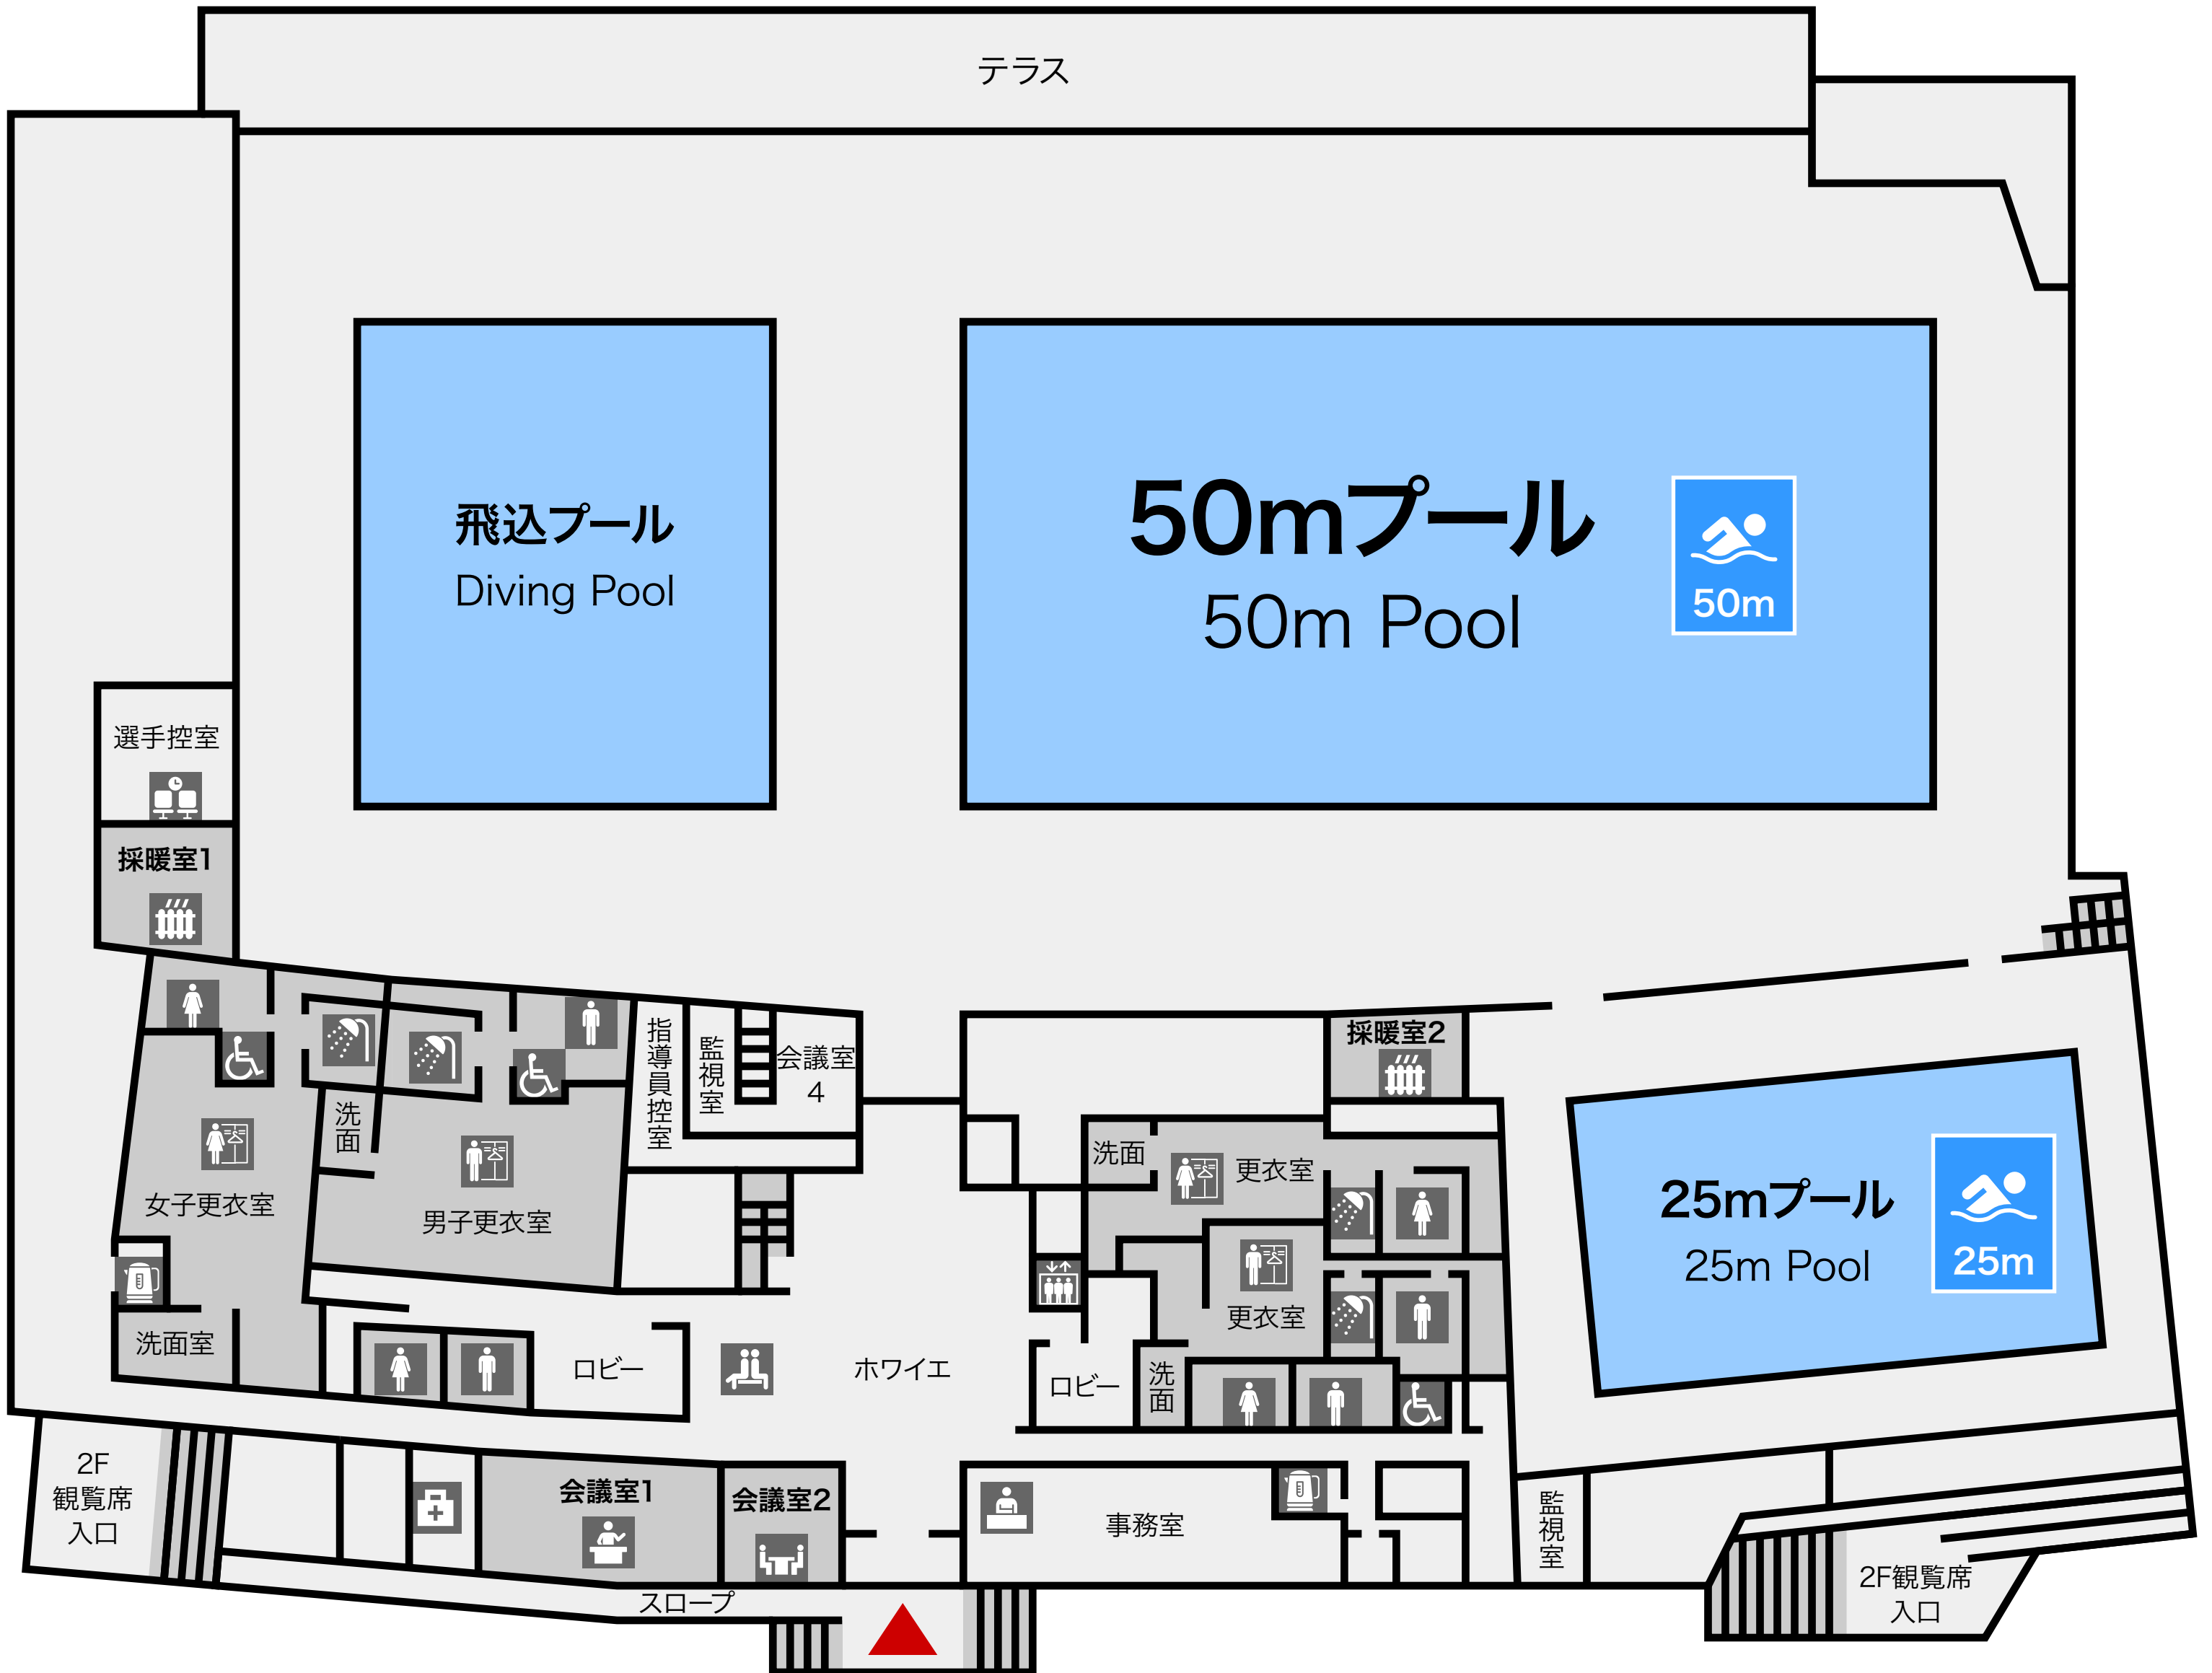 テラス
飛込プール
Diving Pool
50mプール
50m Pool
50m
選手控室
採暖室1
指導員控室
監視室
会議室
4
採暖室2
洗面
女子更衣室
男子更衣室
洗面
更衣室
更衣室
25mプール
25m Pool
25m
洗面室
ロビー
ホワイエ
ロビー
洗面
2F
観覧席
入口
会議室1
会議室2
事務室
監視室
スロープ
2F観覧席
入口